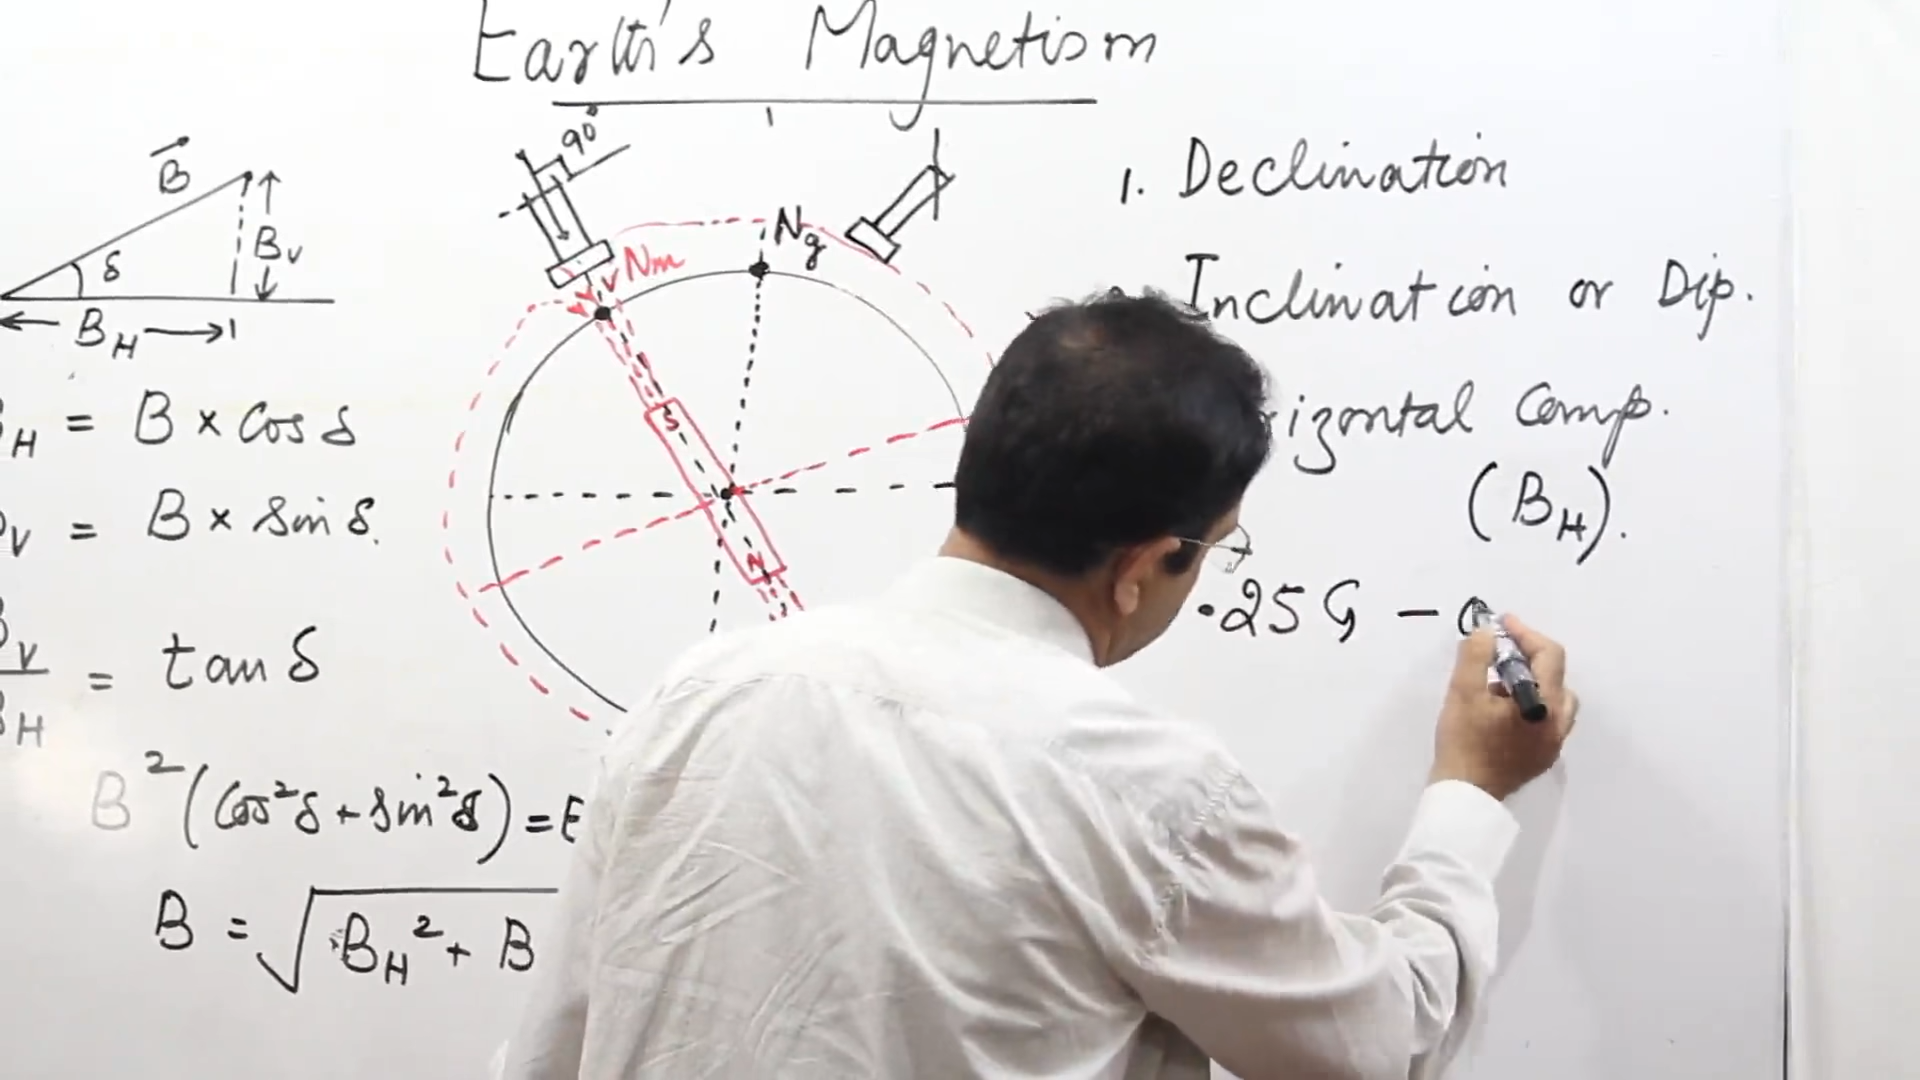 Earth's Magnetism
B
δ
BV
BH
H = B × Cos δ
V = B × sin δ.
V
H
= tan δ
B²(Cos²δ + sin²δ) =
B = √BH² + B
90°
Nm
Ng
S
N
1. Declination
Inclination or Dip.
rizontal Comp.
(BH).
.25 G –